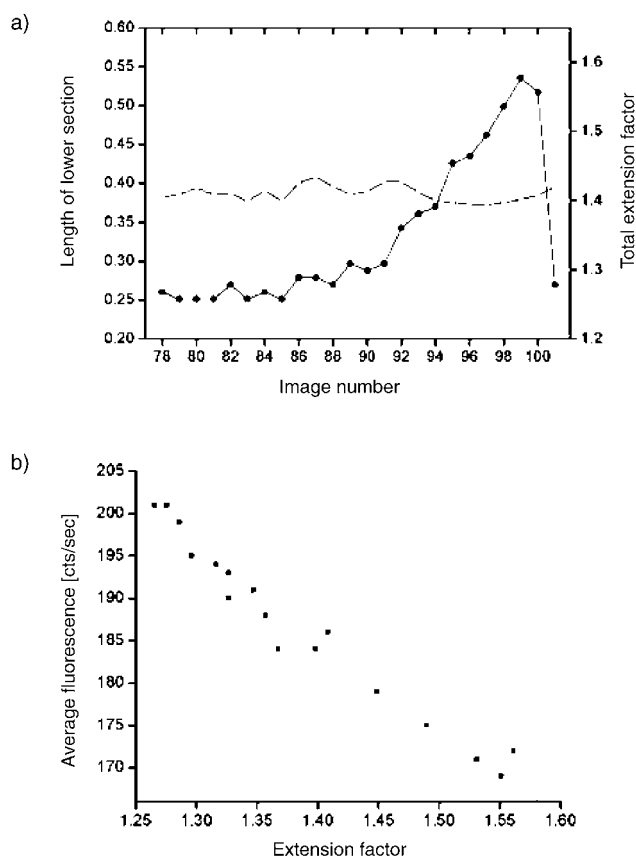 a)
0.60
0.55
0.50
0.45
0.40
0.35
0.30
0.25
0.20
Length of lower section
1.6
1.5
1.4
1.3
1.2
Total extension factor
78 80 82 84 86 88 90 92 94 96 98 100
Image number
b)
205
200
195
190
185
180
175
170
Average fluorescence [cts/sec]
1.25 1.30 1.35 1.40 1.45 1.50 1.55 1.60
Extension factor